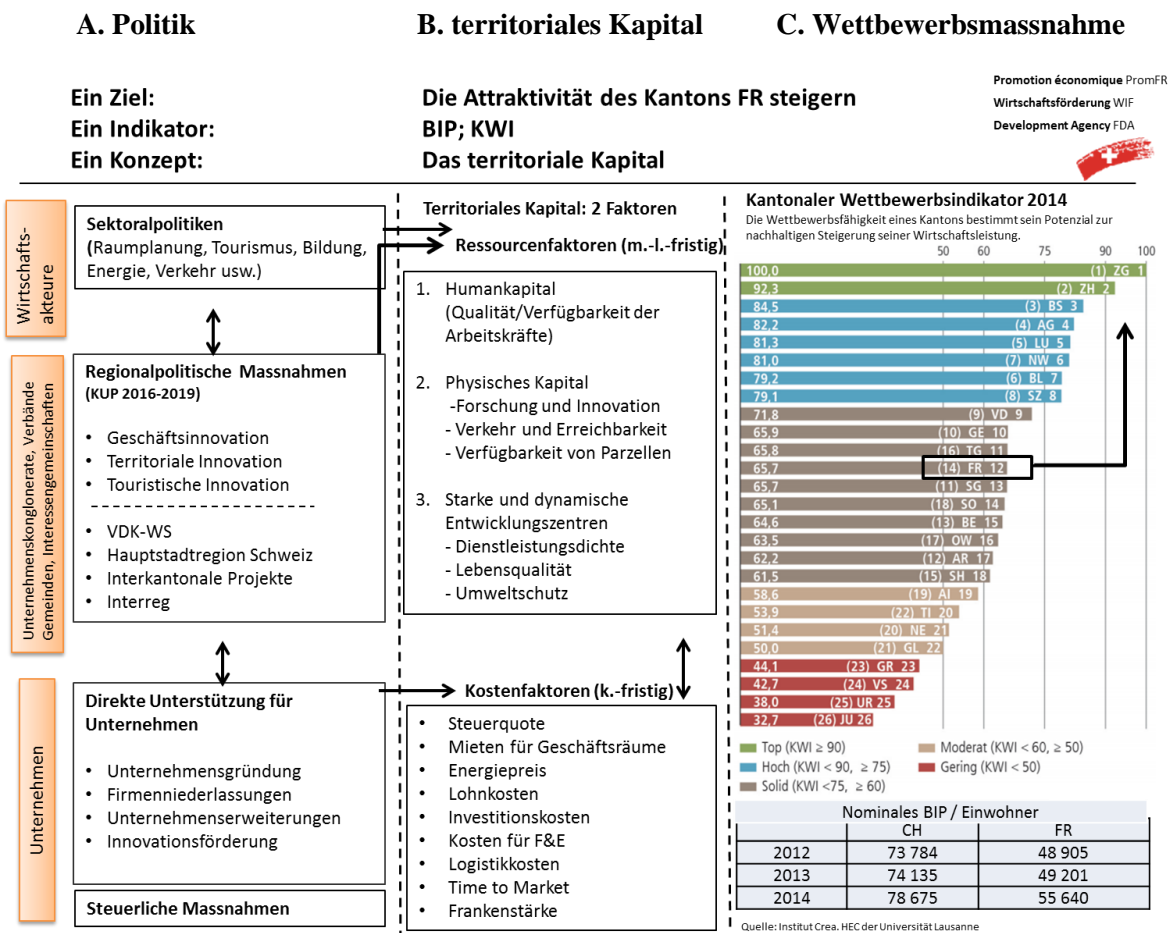 A. Politik
B. territoriales Kapital
C. Wettbewerbsmassnahme
Ein Ziel:
Die Attraktivität des Kantons FR steigern
Ein Indikator:
BIP; KWI
Ein Konzept:
Das territoriale Kapital
Promotion économique PromFR
Wirtschaftsförderung WIF
Development Agency FDA
Wirtschafts-
akteure
Unternehmenskonglomerate, Verbände
Gemeinden, Interessengemeinschaften
Unternehmen
Sektoralpolitiken
(Raumplanung, Tourismus, Bildung,
Energie, Verkehr usw.)
Regionalpolitische Massnahmen
(KUP 2016-2019)
• Geschäftsinnovation
• Territoriale Innovation
• Touristische Innovation
• VDK-WS
• Hauptstadtregion Schweiz
• Interkantonale Projekte
• Interreg
Direkte Unterstützung für
Unternehmen
• Unternehmensgründung
• Firmenniederlassungen
• Unternehmenserweiterungen
• Innovationsförderung
Steuerliche Massnahmen
Territoriales Kapital: 2 Faktoren
Ressourcenfaktoren (m.-l.-fristig)
1. Humankapital
(Qualität/Verfügbarkeit der
Arbeitskräfte)
2. Physisches Kapital
-Forschung und Innovation
- Verkehr und Erreichbarkeit
- Verfügbarkeit von Parzellen
3. Starke und dynamische
Entwicklungszentren
- Dienstleistungsdichte
- Lebensqualität
- Umweltschutz
Kostenfaktoren (k.-fristig)
• Steuerquote
• Mieten für Geschäftsräume
• Energiepreis
• Lohnkosten
• Investitionskosten
• Kosten für F&E
• Logistikkosten
• Time to Market
• Frankenstärke
Kantonaler Wettbewerbsindikator 2014
Die Wettbewerbsfähigkeit eines Kantons bestimmt sein Potenzial zur
nachhaltigen Steigerung seiner Wirtschaftsleistung.
50 60 75 90 100
100,0 (1) ZG 1
92,3 (2) ZH 2
84,5 (3) BS 3
82,2 (4) AG 4
81,3 (5) LU 5
81,0 (7) NW 6
79,2 (6) BL 7
79,1 (8) SZ 8
71,8 (9) VD 9
65,9 (10) GE 10
65,8 (16) TG 11
65,7 (14) FR 12
65,7 (11) SG 13
65,1 (18) SO 14
64,6 (13) BE 15
63,5 (17) OW 16
62,2 (12) AR 17
61,5 (15) SH 18
58,6 (19) AI 19
53,9 (22) TI 20
51,4 (20) NE 21
50,0 (21) GL 22
44,1 (23) GR 23
42,7 (24) VS 24
38,0 (25) UR 25
32,7 (26) JU 26
Top (KWI ≥ 90)
Hoch (KWI < 90, ≥ 75)
Solid (KWI <75, ≥ 60)
Moderat (KWI < 60, ≥ 50)
Gering (KWI < 50)
Nominales BIP / Einwohner
CH FR
2012 73 784 48 905
2013 74 135 49 201
2014 78 675 55 640
Quelle: Institut Crea, HEC der Universität Lausanne